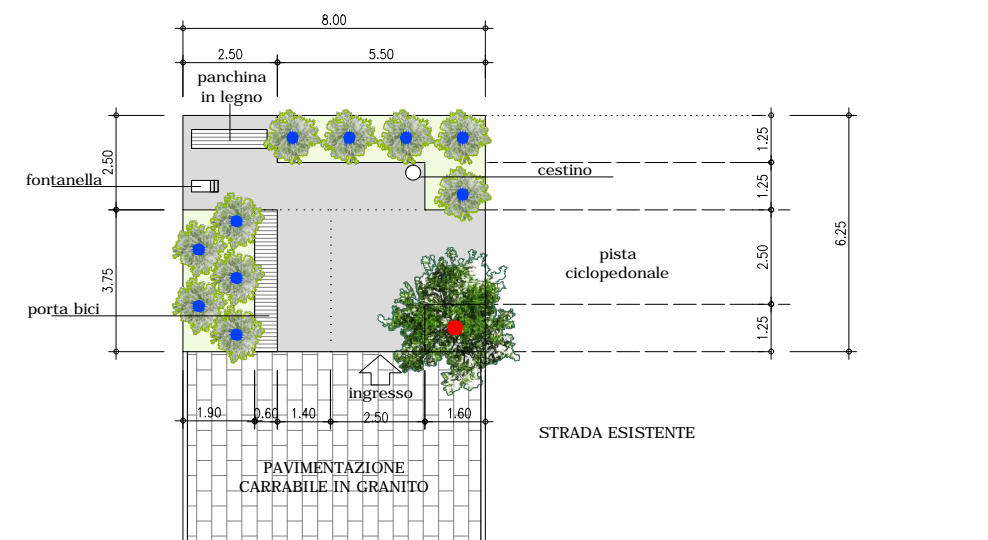 8.00
2.50
5.50
panchina
in legno
1.25
2.50
cestino
fontanella
1.25
6.25
pista
ciclopedonale
2.50
3.75
porta bici
1.25
ingresso
1.90
0.60
1.40
2.50
1.60
STRADA ESISTENTE
PAVIMENTAZIONE
CARRABILE IN GRANITO